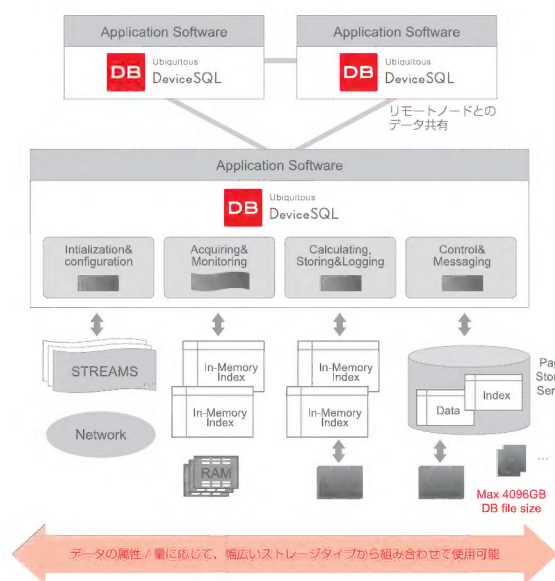 Application Software
Application Software
DB
Ubiquitous
DeviceSQL
DB
Ubiquitous
DeviceSQL
リモートノードとの
データ共有
Application Software
DB
Ubiquitous
DeviceSQL
Intialization&
configuration
Acquiring&
Monitoring
Calculating,
Storing&Logging
Control&
Messaging
STREAMS
Network
In-Memory
Index
In-Memory
Index
RAM
In-Memory
Index
In-Memory
Index
Data
Index
Pag
Stor
Ser
...
Max 4096GB
DB file size
データの属性/量に応じて、幅広いストレージタイプから組み合わせて使用可能